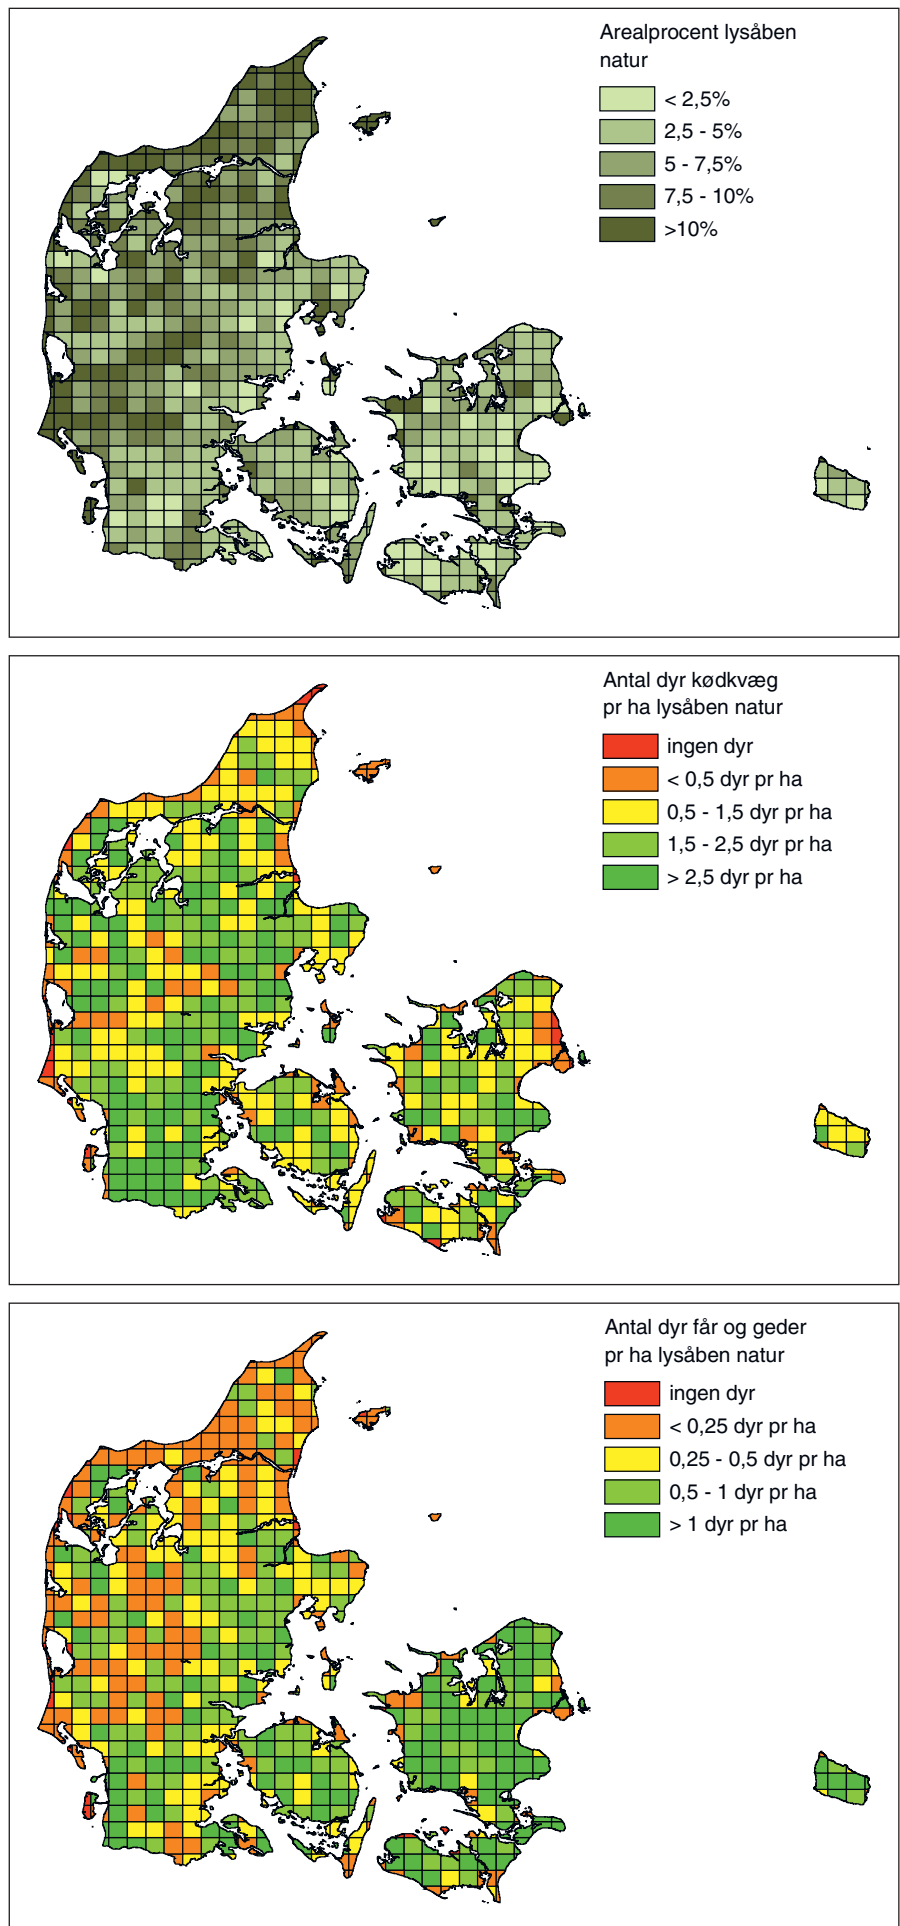 Arealprocent lysåben
natur
< 2,5%
2,5 - 5%
5 - 7,5%
7,5 - 10%
>10%
Antal dyr kødkvæg
pr ha lysåben natur
ingen dyr
< 0,5 dyr pr ha
0,5 - 1,5 dyr pr ha
1,5 - 2,5 dyr pr ha
> 2,5 dyr pr ha
Antal dyr får og geder
pr ha lysåben natur
ingen dyr
< 0,25 dyr pr ha
0,25 - 0,5 dyr pr ha
0,5 - 1 dyr pr ha
> 1 dyr pr ha